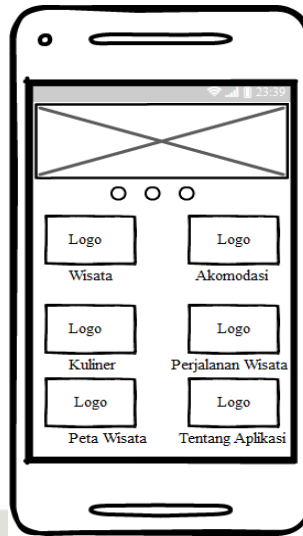 23:39
Logo Logo
Wisata Akomodasi
Logo Logo
Kuliner Perjalanan Wisata
Logo Logo
Peta Wisata Tentang Aplikasi